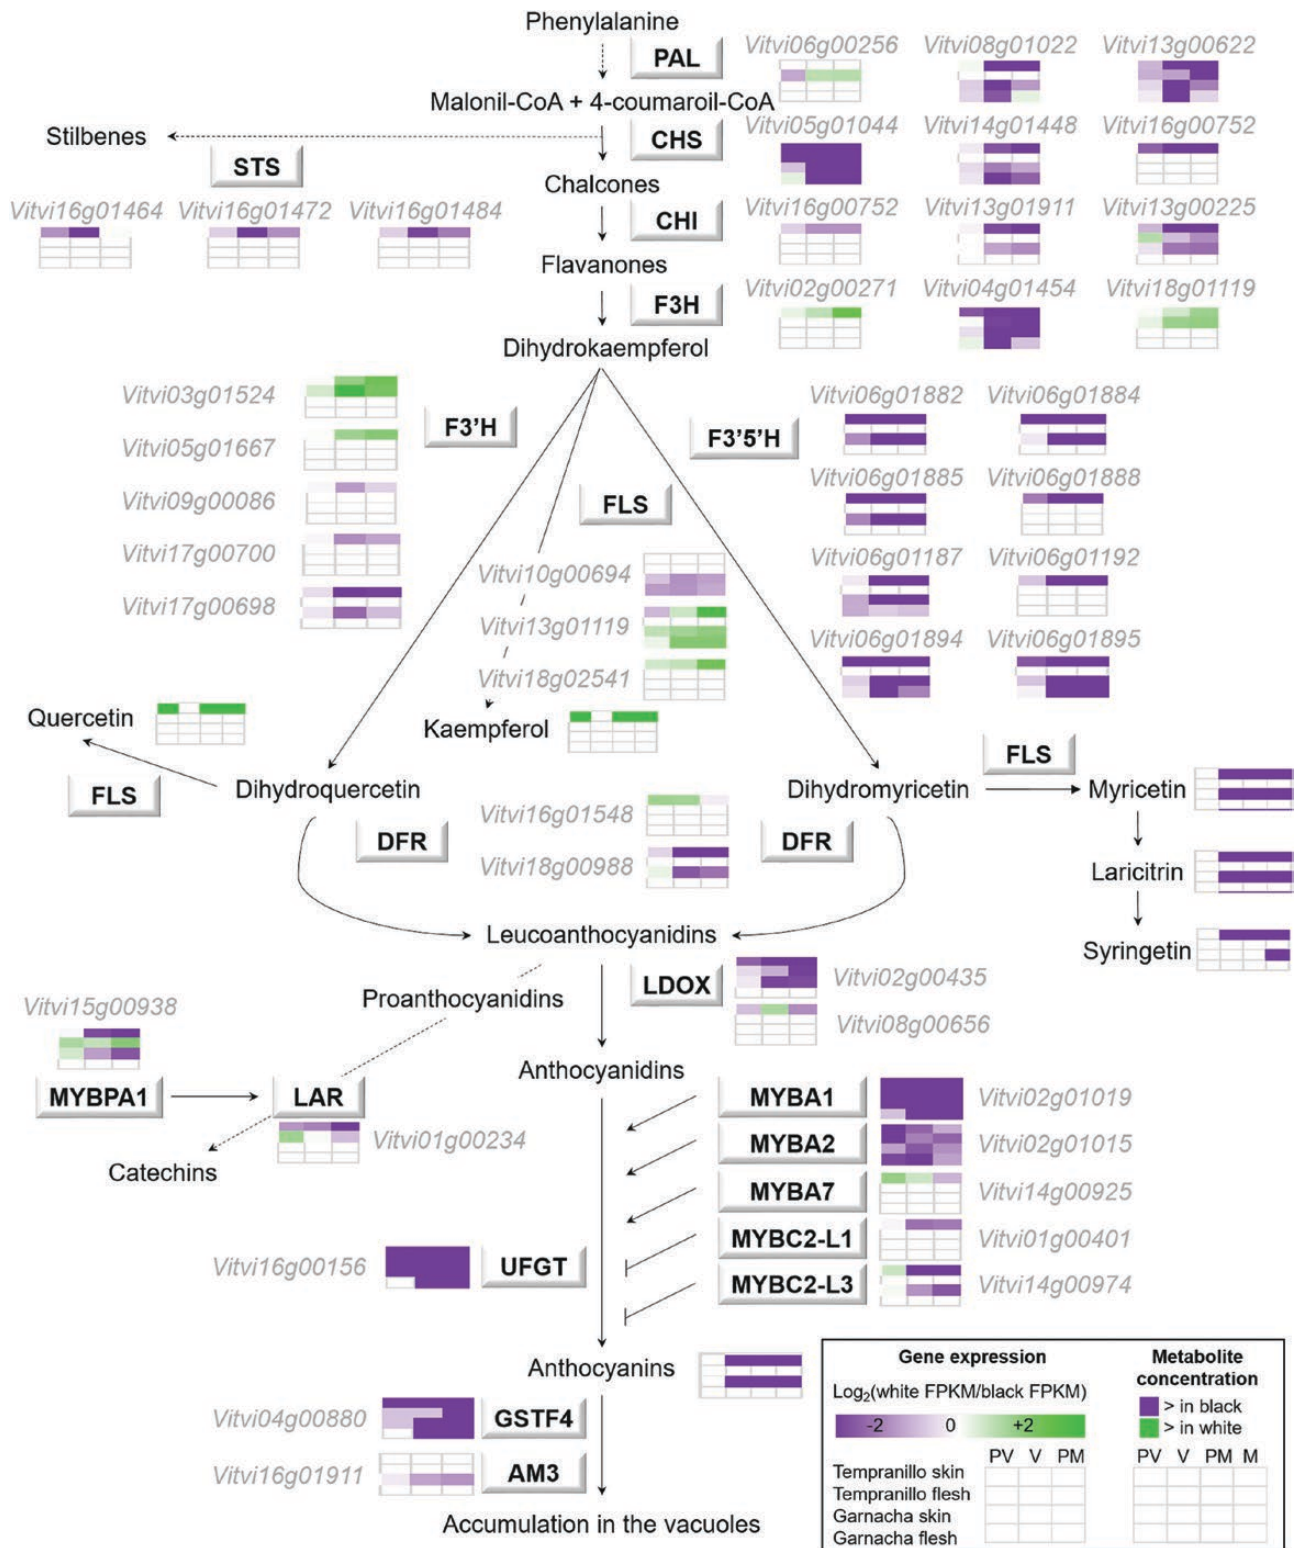 Phenylalanine
PAL
Vitvi06g00256 Vitvi08g01022 Vitvi13g00622
Malonil-CoA + 4-coumaroil-CoA
Stilbenes
CHS
Vitvi05g01044 Vitvi14g01448 Vitvi16g00752
STS
Chalcones
Vitvi16g01464 Vitvi16g01472 Vitvi16g01484
CHI
Vitvi16g00752 Vitvi13g01911 Vitvi13g00225
Flavanones
F3H
Vitvi02g00271 Vitvi04g01454 Vitvi18g01119
Dihydrokaempferol
Vitvi03g01524
F3’H
Vitvi05g01667
Vitvi09g00086
Vitvi17g00700
Vitvi17g00698
F3’5’H
Vitvi06g01882 Vitvi06g01884
Vitvi06g01885 Vitvi06g01888
Vitvi06g01187 Vitvi06g01192
Vitvi06g01894 Vitvi06g01895
FLS
Vitvi10g00694
Vitvi13g01119
Vitvi18g02541
Kaempferol
Quercetin
FLS
Dihydroquercetin
Dihydromyricetin
FLS
Myricetin
Laricitrin
Syringetin
DFR
Vitvi16g01548
Vitvi18g00988
DFR
Leucoanthocyanidins
LDOX
Vitvi02g00435
Vitvi08g00656
Proanthocyanidins
Vitvi15g00938
MYBPA1
LAR
Vitvi01g00234
Catechins
Anthocyanidins
MYBA1
Vitvi02g01019
MYBA2
Vitvi02g01015
MYBA7
Vitvi14g00925
MYBC2-L1
Vitvi01g00401
MYBC2-L3
Vitvi14g00974
Vitvi16g00156
UFGT
Anthocyanins
Vitvi04g00880
GSTF4
Vitvi16g01911
AM3
Accumulation in the vacuoles
Gene expression
Log2(white FPKM/black FPKM)
-2 0 +2
PV V PM
Tempranillo skin
Tempranillo flesh
Garnacha skin
Garnacha flesh
Metabolite
concentration
> in black
> in white
PV V PM M